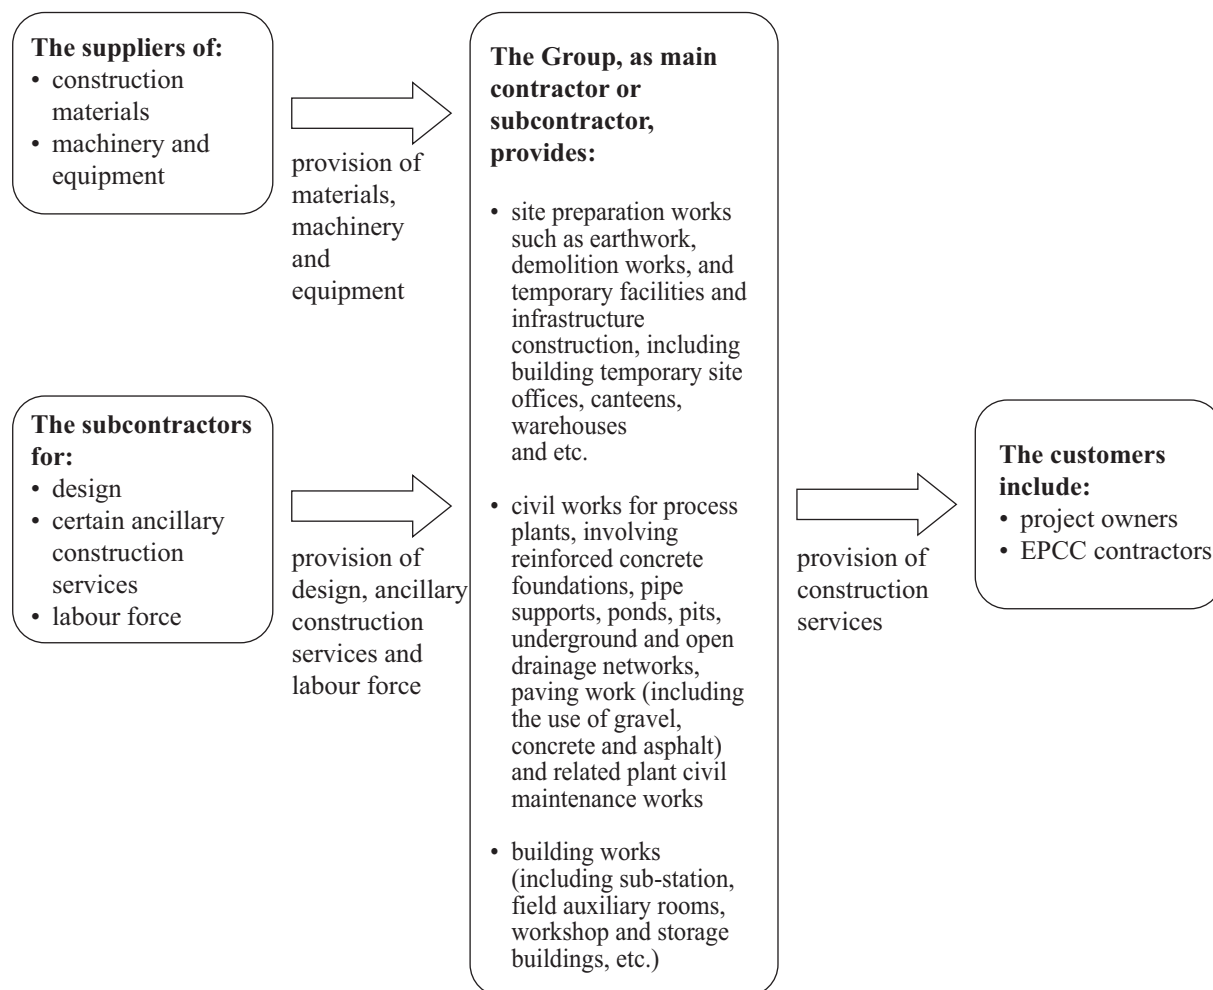 The suppliers of:
• construction
materials
• machinery and
equipment
provision of
materials,
machinery
and
equipment
The subcontractors
for:
• design
• certain ancillary
construction
services
• labour force
provision of
design, ancillary
construction
services and
labour force
The Group, as main
contractor or
subcontractor,
provides:
• site preparation works
such as earthwork,
demolition works, and
temporary facilities and
infrastructure
construction, including
building temporary site
offices, canteens,
warehouses
and etc.
• civil works for process
plants, involving
reinforced concrete
foundations, pipe
supports, ponds, pits,
underground and open
drainage networks,
paving work (including
the use of gravel,
concrete and asphalt)
and related plant civil
maintenance works
• building works
(including sub-station,
field auxiliary rooms,
workshop and storage
buildings, etc.)
provision of
construction
services
The customers
include:
• project owners
• EPCC contractors